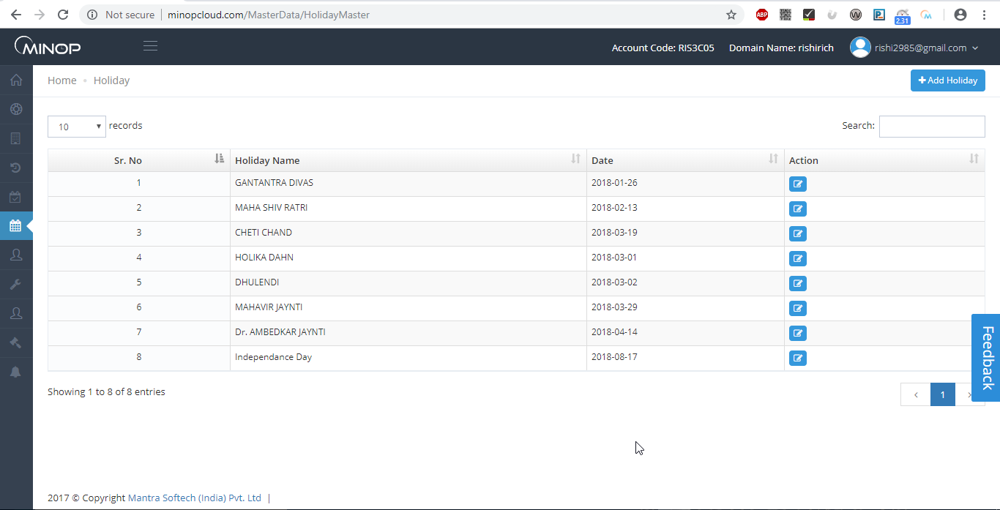 Not secure minopcloud.com/MasterData/HolidayMaster ABP 2.31
MINOP Account Code: RIS3C05 Domain Name: rishirich rishi2985@gmail.com
Home Holiday + Add Holiday
10 records Search:
Sr. No Holiday Name Date Action
1 GANTANTRA DIVAS 2018-01-26
2 MAHA SHIV RATRI 2018-02-13
3 CHETI CHAND 2018-03-19
4 HOLIKA DAHN 2018-03-01
5 DHULENDI 2018-03-02
6 MAHAVIR JAYNTI 2018-03-29
7 Dr. AMBEDKAR JAYNTI 2018-04-14
8 Independance Day 2018-08-17
Feedback
Showing 1 to 8 of 8 entries < 1 >
2017 © Copyright Mantra Softech (India) Pvt. Ltd |